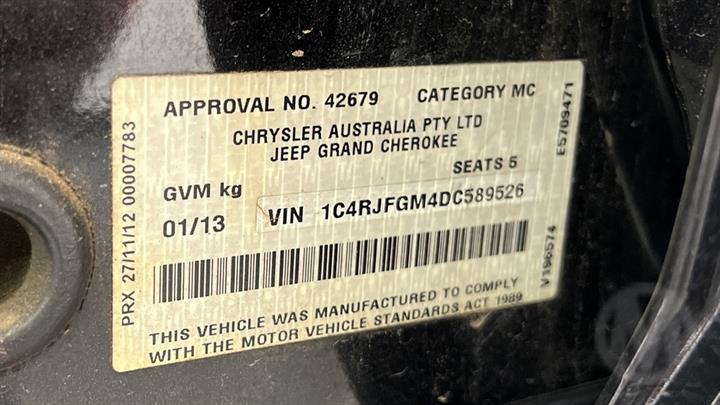 APPROVAL NO. 42679 CATEGORY MC
CHRYSLER AUSTRALIA PTY LTD
JEEP GRAND CHEROKEE
SEATS 5
GVM kg
01/13 VIN 1C4RJFGM4DC589526
THIS VEHICLE WAS MANUFACTURED TO COMPLY
WITH THE MOTOR VEHICLE STANDARDS ACT 1989
PRX 27/11/12 00007783
E5709471
V196574